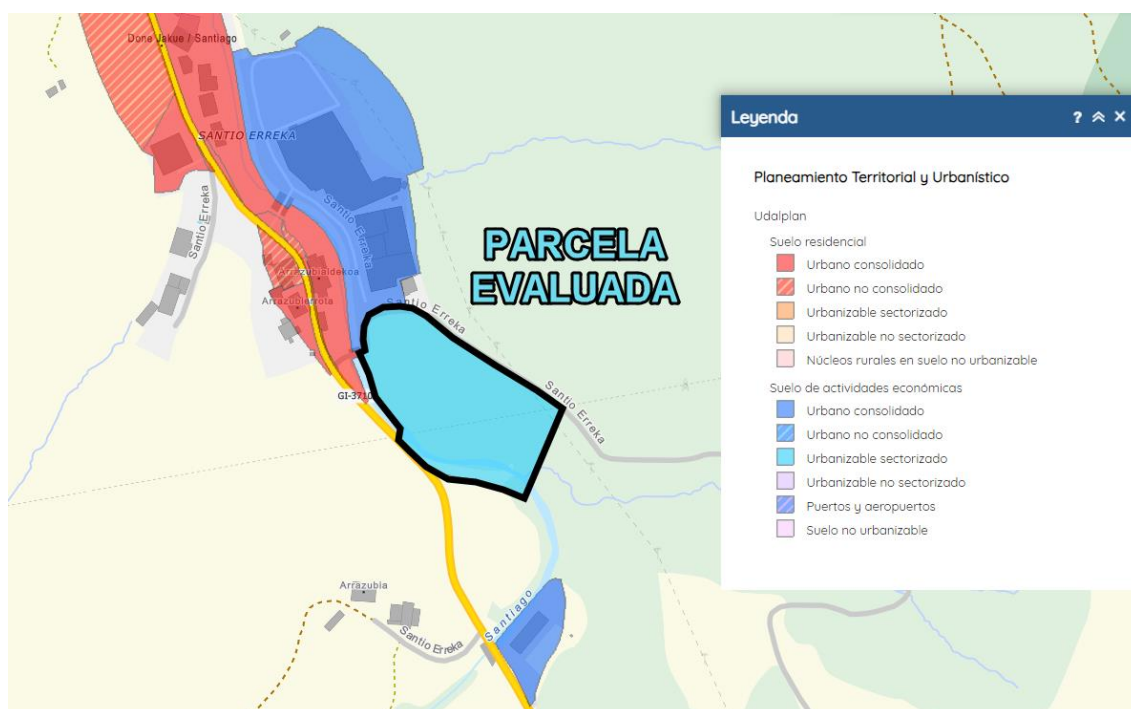 Done Jakue / Santiago
SANTIO ERREKA
Santio Erreka
Santio Erreka
Arrazubialdekoa
Arrazubierrota
Santio Erreka
Santio Erreka
GI-3710
PARCELA
EVALUADA
Arrazubia
Santio Erreka
Santiago
Leyenda
?
Planeamiento Territorial y Urbanístico
Udalplan
Suelo residencial
Urbano consolidado
Urbano no consolidado
Urbanizable sectorizado
Urbanizable no sectorizado
Núcleos rurales en suelo no urbanizable
Suelo de actividades económicas
Urbano consolidado
Urbano no consolidado
Urbanizable sectorizado
Urbanizable no sectorizado
Puertos y aeropuertos
Suelo no urbanizable